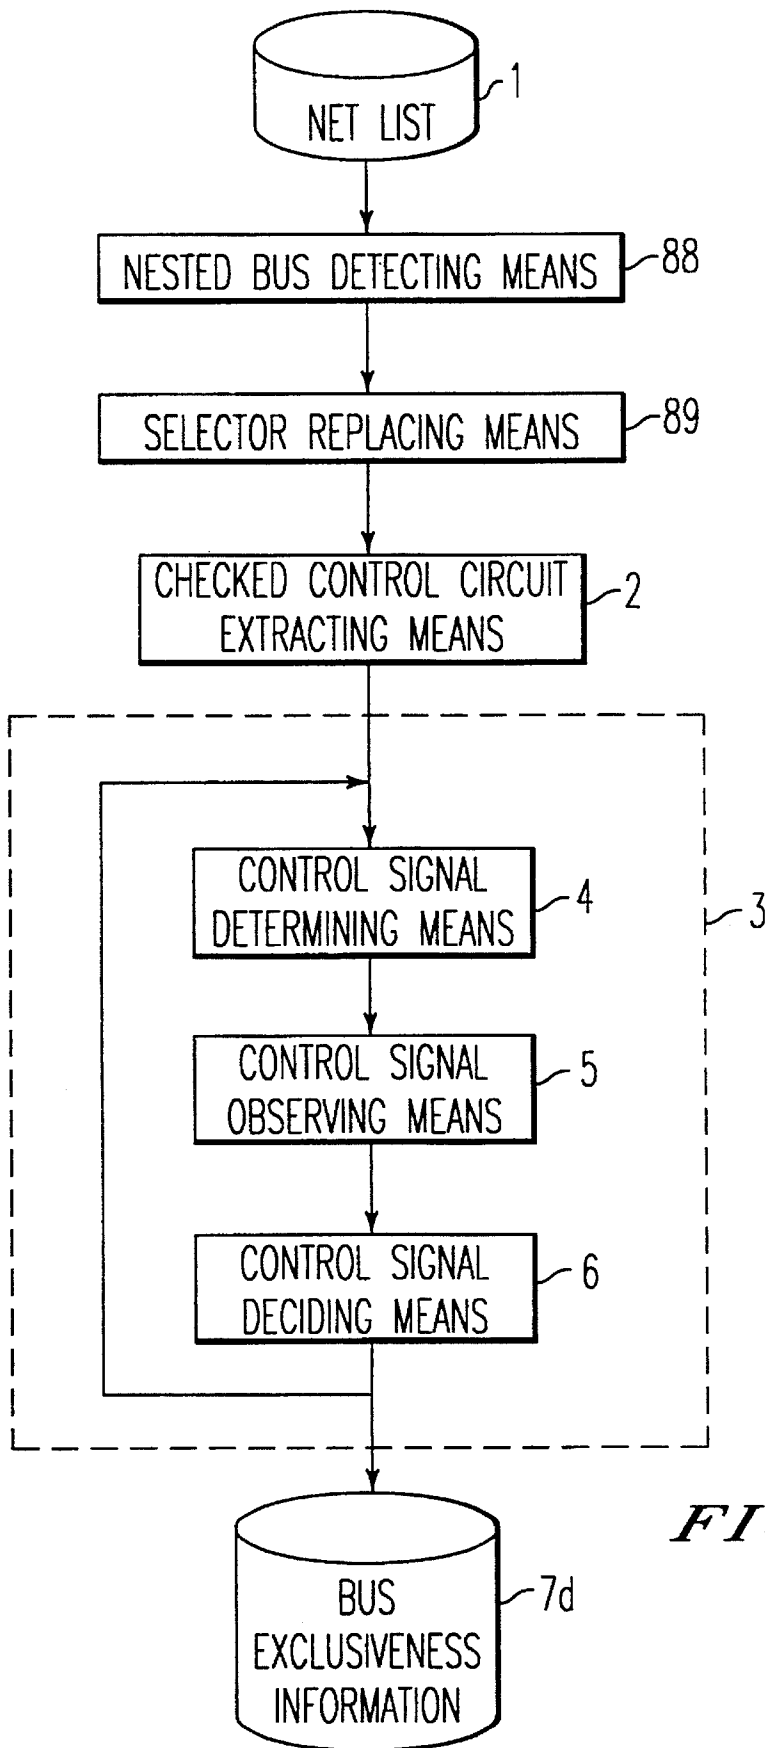 NET LIST
1
NESTED BUS DETECTING MEANS
88
SELECTOR REPLACING MEANS
89
CHECKED CONTROL CIRCUIT
EXTRACTING MEANS
2
3
CONTROL SIGNAL
DETERMINING MEANS
4
CONTROL SIGNAL
OBSERVING MEANS
5
CONTROL SIGNAL
DECIDING MEANS
6
FI
BUS
EXCLUSIVENESS
INFORMATION
7d